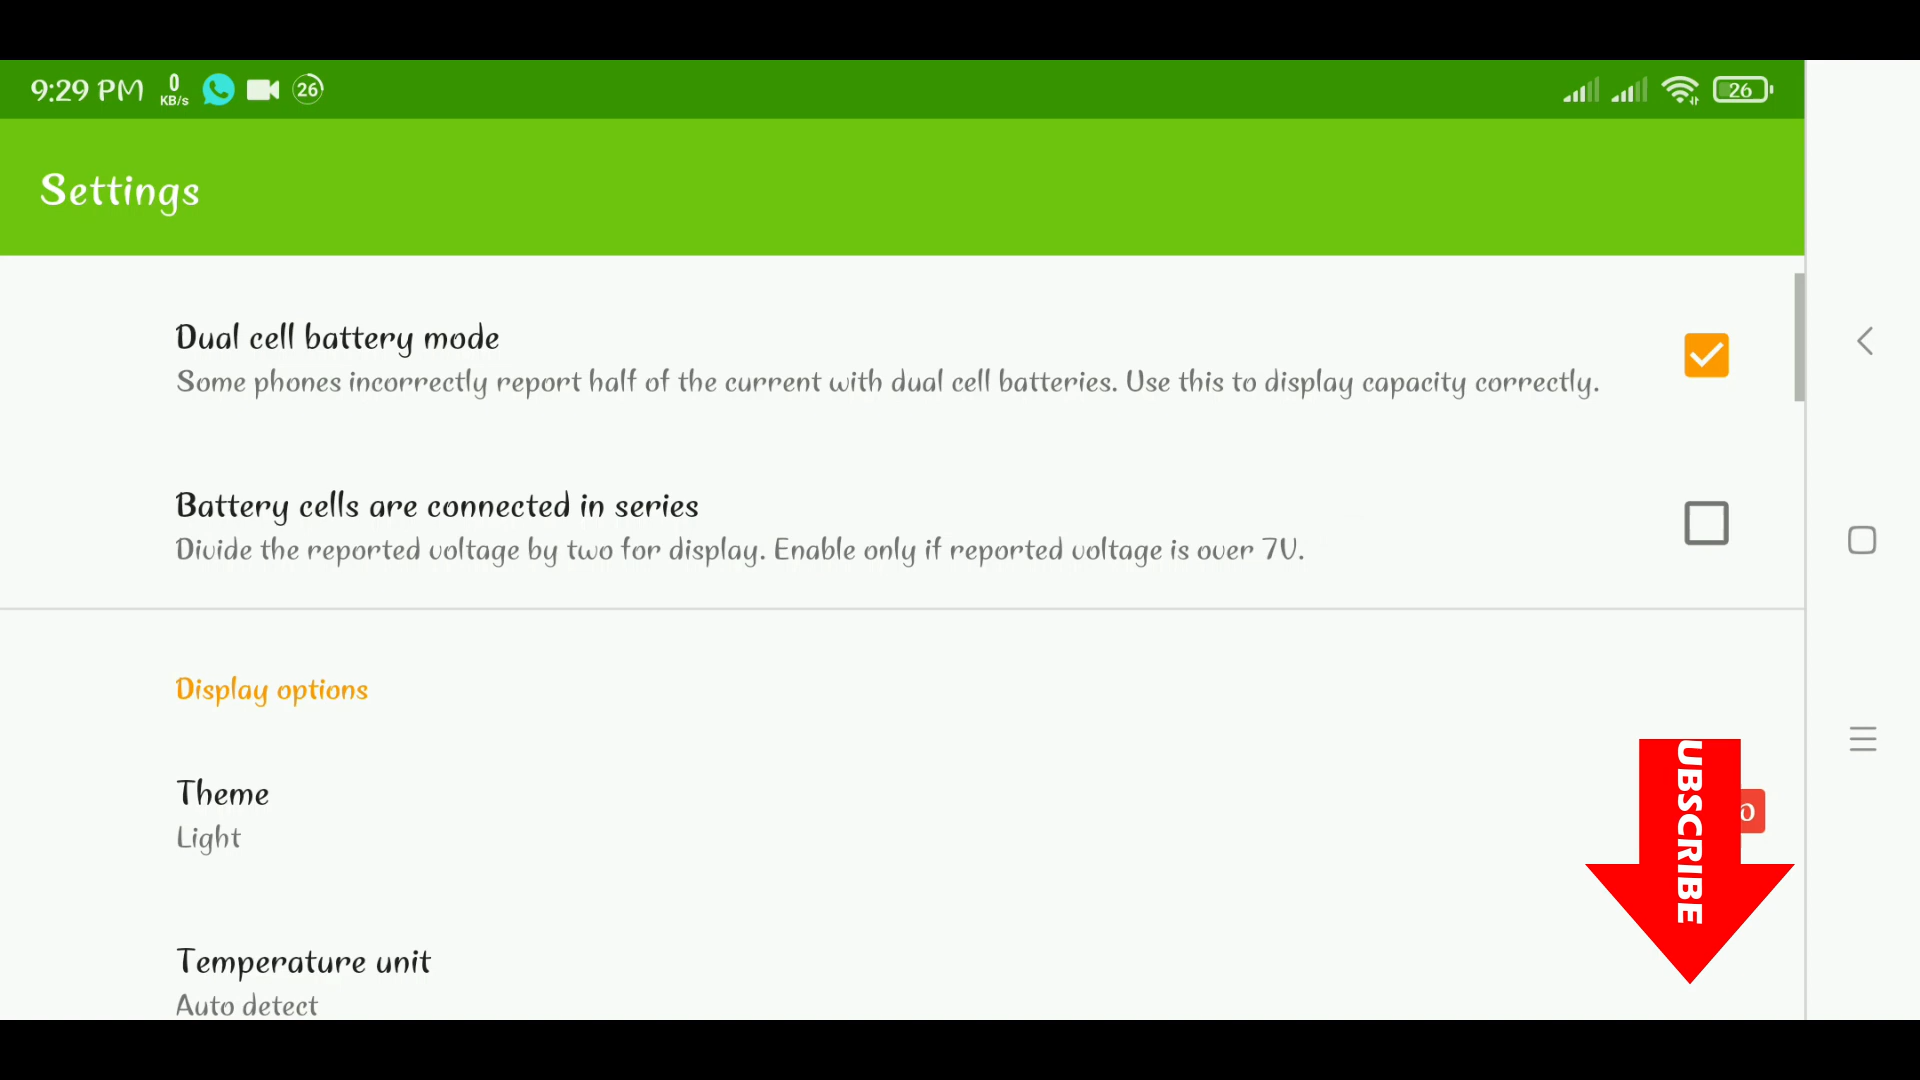 9:29 PM 0 KB/s 26 26
Settings
Dual cell battery mode
Some phones incorrectly report half of the current with dual cell batteries. Use this to display capacity correctly.
Battery cells are connected in series
Divide the reported voltage by two for display. Enable only if reported voltage is over 7V.
Display options
Theme
Light
UBSCRIBE
Temperature unit
Auto detect